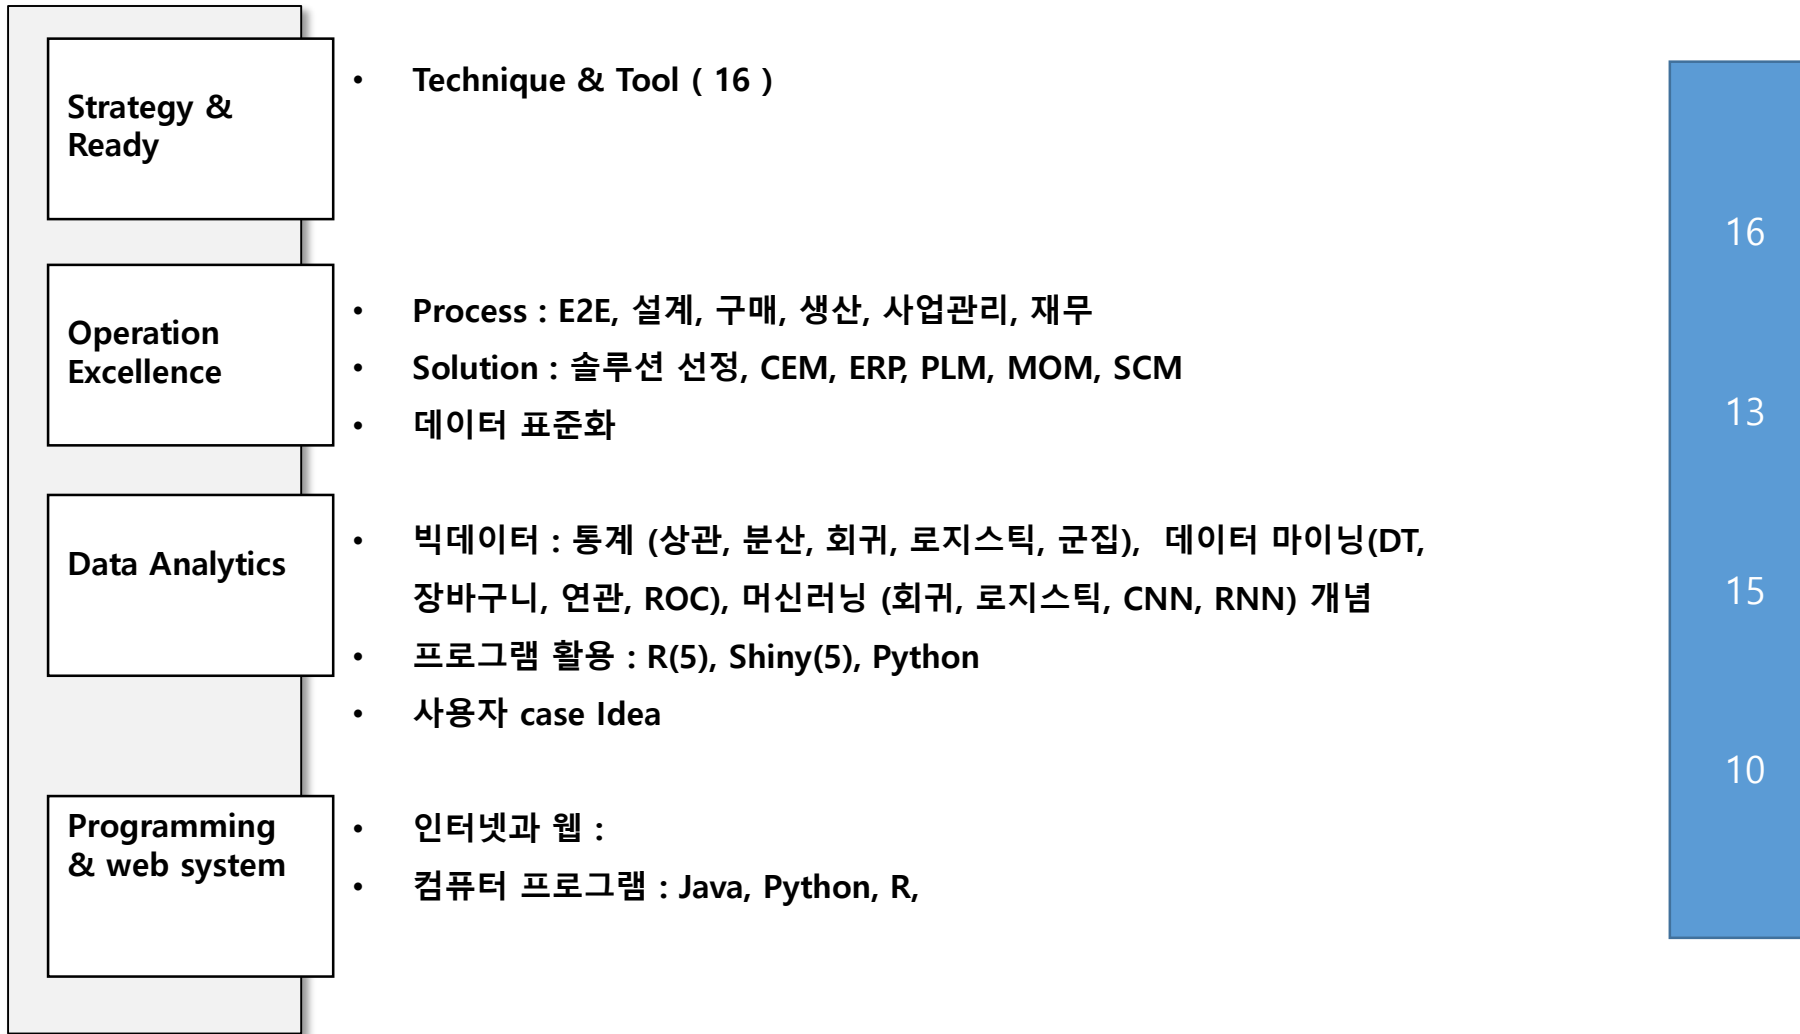 Strategy &
Ready
• Technique & Tool ( 16 )
Operation
Excellence
• Process : E2E, 설계, 구매, 생산, 사업관리, 재무
• Solution : 솔루션 선정, CEM, ERP, PLM, MOM, SCM
• 데이터 표준화
Data Analytics
• 빅데이터 : 통계 (상관, 분산, 회귀, 로지스틱, 군집), 데이터 마이닝(DT,
장바구니, 연관, ROC), 머신러닝 (회귀, 로지스틱, CNN, RNN) 개념
• 프로그램 활용 : R(5), Shiny(5), Python
• 사용자 case Idea
Programming
& web system
• 인터넷과 웹 :
• 컴퓨터 프로그램 : Java, Python, R,
16
13
15
10